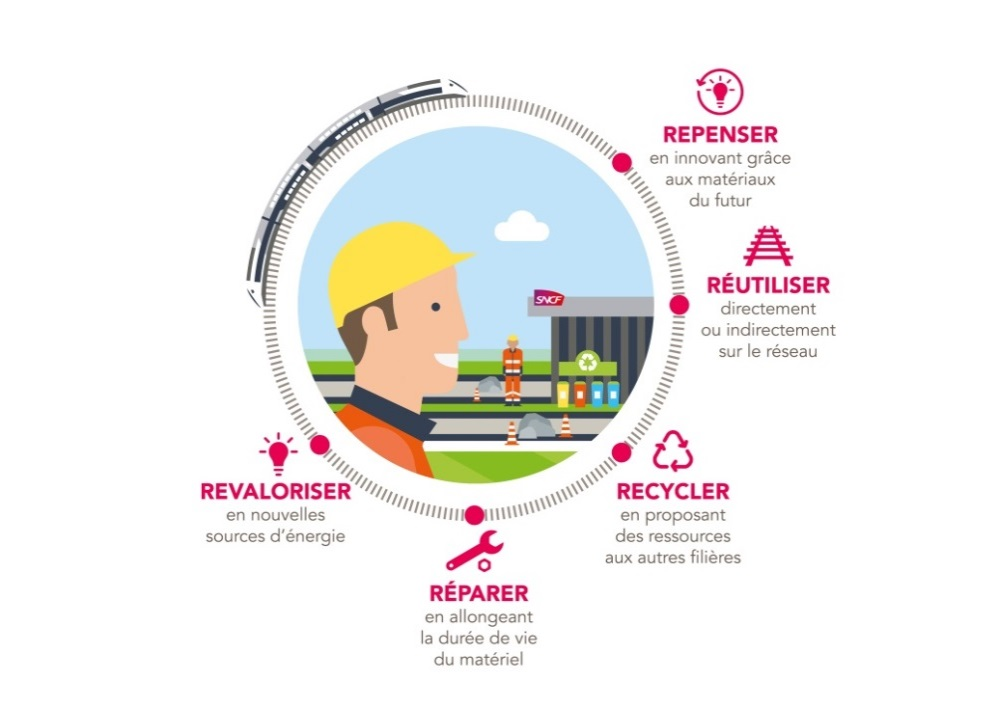 REPENSER
en innovant grâce
aux matériaux
du futur
RÉUTILISER
directement
ou indirectement
sur le réseau
SNCF
RECYCLER
en proposant
des ressources
aux autres filières
REVALORISER
en nouvelles
sources d'énergie
RÉPARER
en allongeant
la durée de vie
du matériel